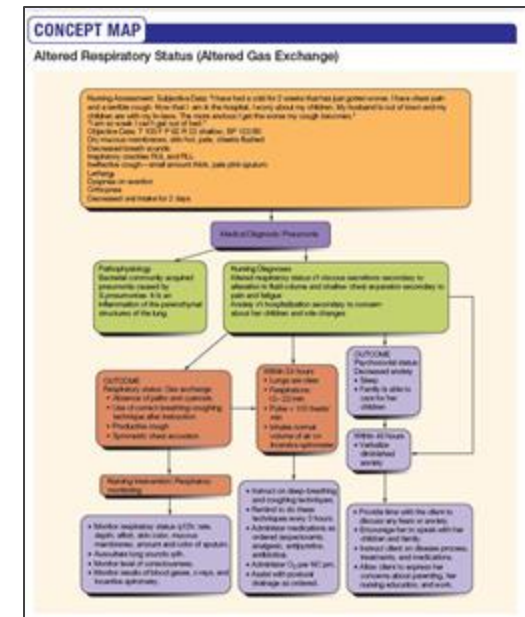 CONCEPT MAP
Altered Respiratory Status (Altered Gas Exchange)
Nursing Assessment: Subjective Data: "I have had a cold for 2 weeks that has just gotten worse. I have chest pain
and a terrible cough. Now that I am in the hospital, I worry about my children. My husband is out of town and my
children are with my in-laws. The more anxious I get the worse my cough becomes."
"I am so weak I can't get out of bed."
Objective Data: T 103 F P 92 R 23 shallow, BP
Dry mucous membranes, skin hot, pale, cheeks flushed
Decreased breath sounds
Inspiratory crackles and RLL
Ineffective cough—small amount thick, pale pink sputum
Lethargy
Dyspnea on exertion
Orthopnea
Decreased oral intake for 2 days
Medical Diagnosis: Pneumonia
Pathophysiology
Bacterial community acquired
pneumonia caused by
S pneumoniae. It is an
inflammation of the parenchymal
structures of the lung.
Nursing Diagnoses
Altered respiratory status r/t viscous secretions secondary to
alteration in fluid volume and shallow chest expansion secondary to
pain and fatigue
Anxiety r/t hospitalization secondary to concern
about her children and role changes
OUTCOME
Respiratory status: Gas exchange
• Absence of pallor and cyanosis
• Use of correct breathing/coughing
technique after instruction
• Productive cough
• Symmetric chest excursion
Within 24 hours
• Lungs are clear
• Respirations
• Pulse < 100 beats/
min
• Inhales normal
volume of air on
incentive spirometer
OUTCOME
Psychosocial status:
Decreased anxiety
• Sleep
• Family is able to
care for her
children
Within 48 hours
• Verbalize
diminished
anxiety
Nursing Intervention: Respiratory
monitoring
• Monitor respiratory status q12h: rate,
depth, effort, skin color, mucous
membranes, amount and color of sputum.
• Auscultate lung sounds q4h.
• Monitor level of consciousness.
• Monitor results of blood gases, x-rays, and
incentive spirometry.
• Instruct on deep-breathing
and coughing techniques.
• Remind to do these
techniques every 2 hours.
• Administer medications as
ordered (expectorants,
analgesic, antipyretics,
antibiotics.
• Administer O2 per NC prn.
• Assist with postural
drainage as ordered.
• Provide time with the client to
discuss any fears or anxiety.
• Encourage her to speak with her
children and family.
• Instruct client on disease process,
treatments, and medications.
• Allow client to express her
concerns about parenting, her
nursing education, and work.